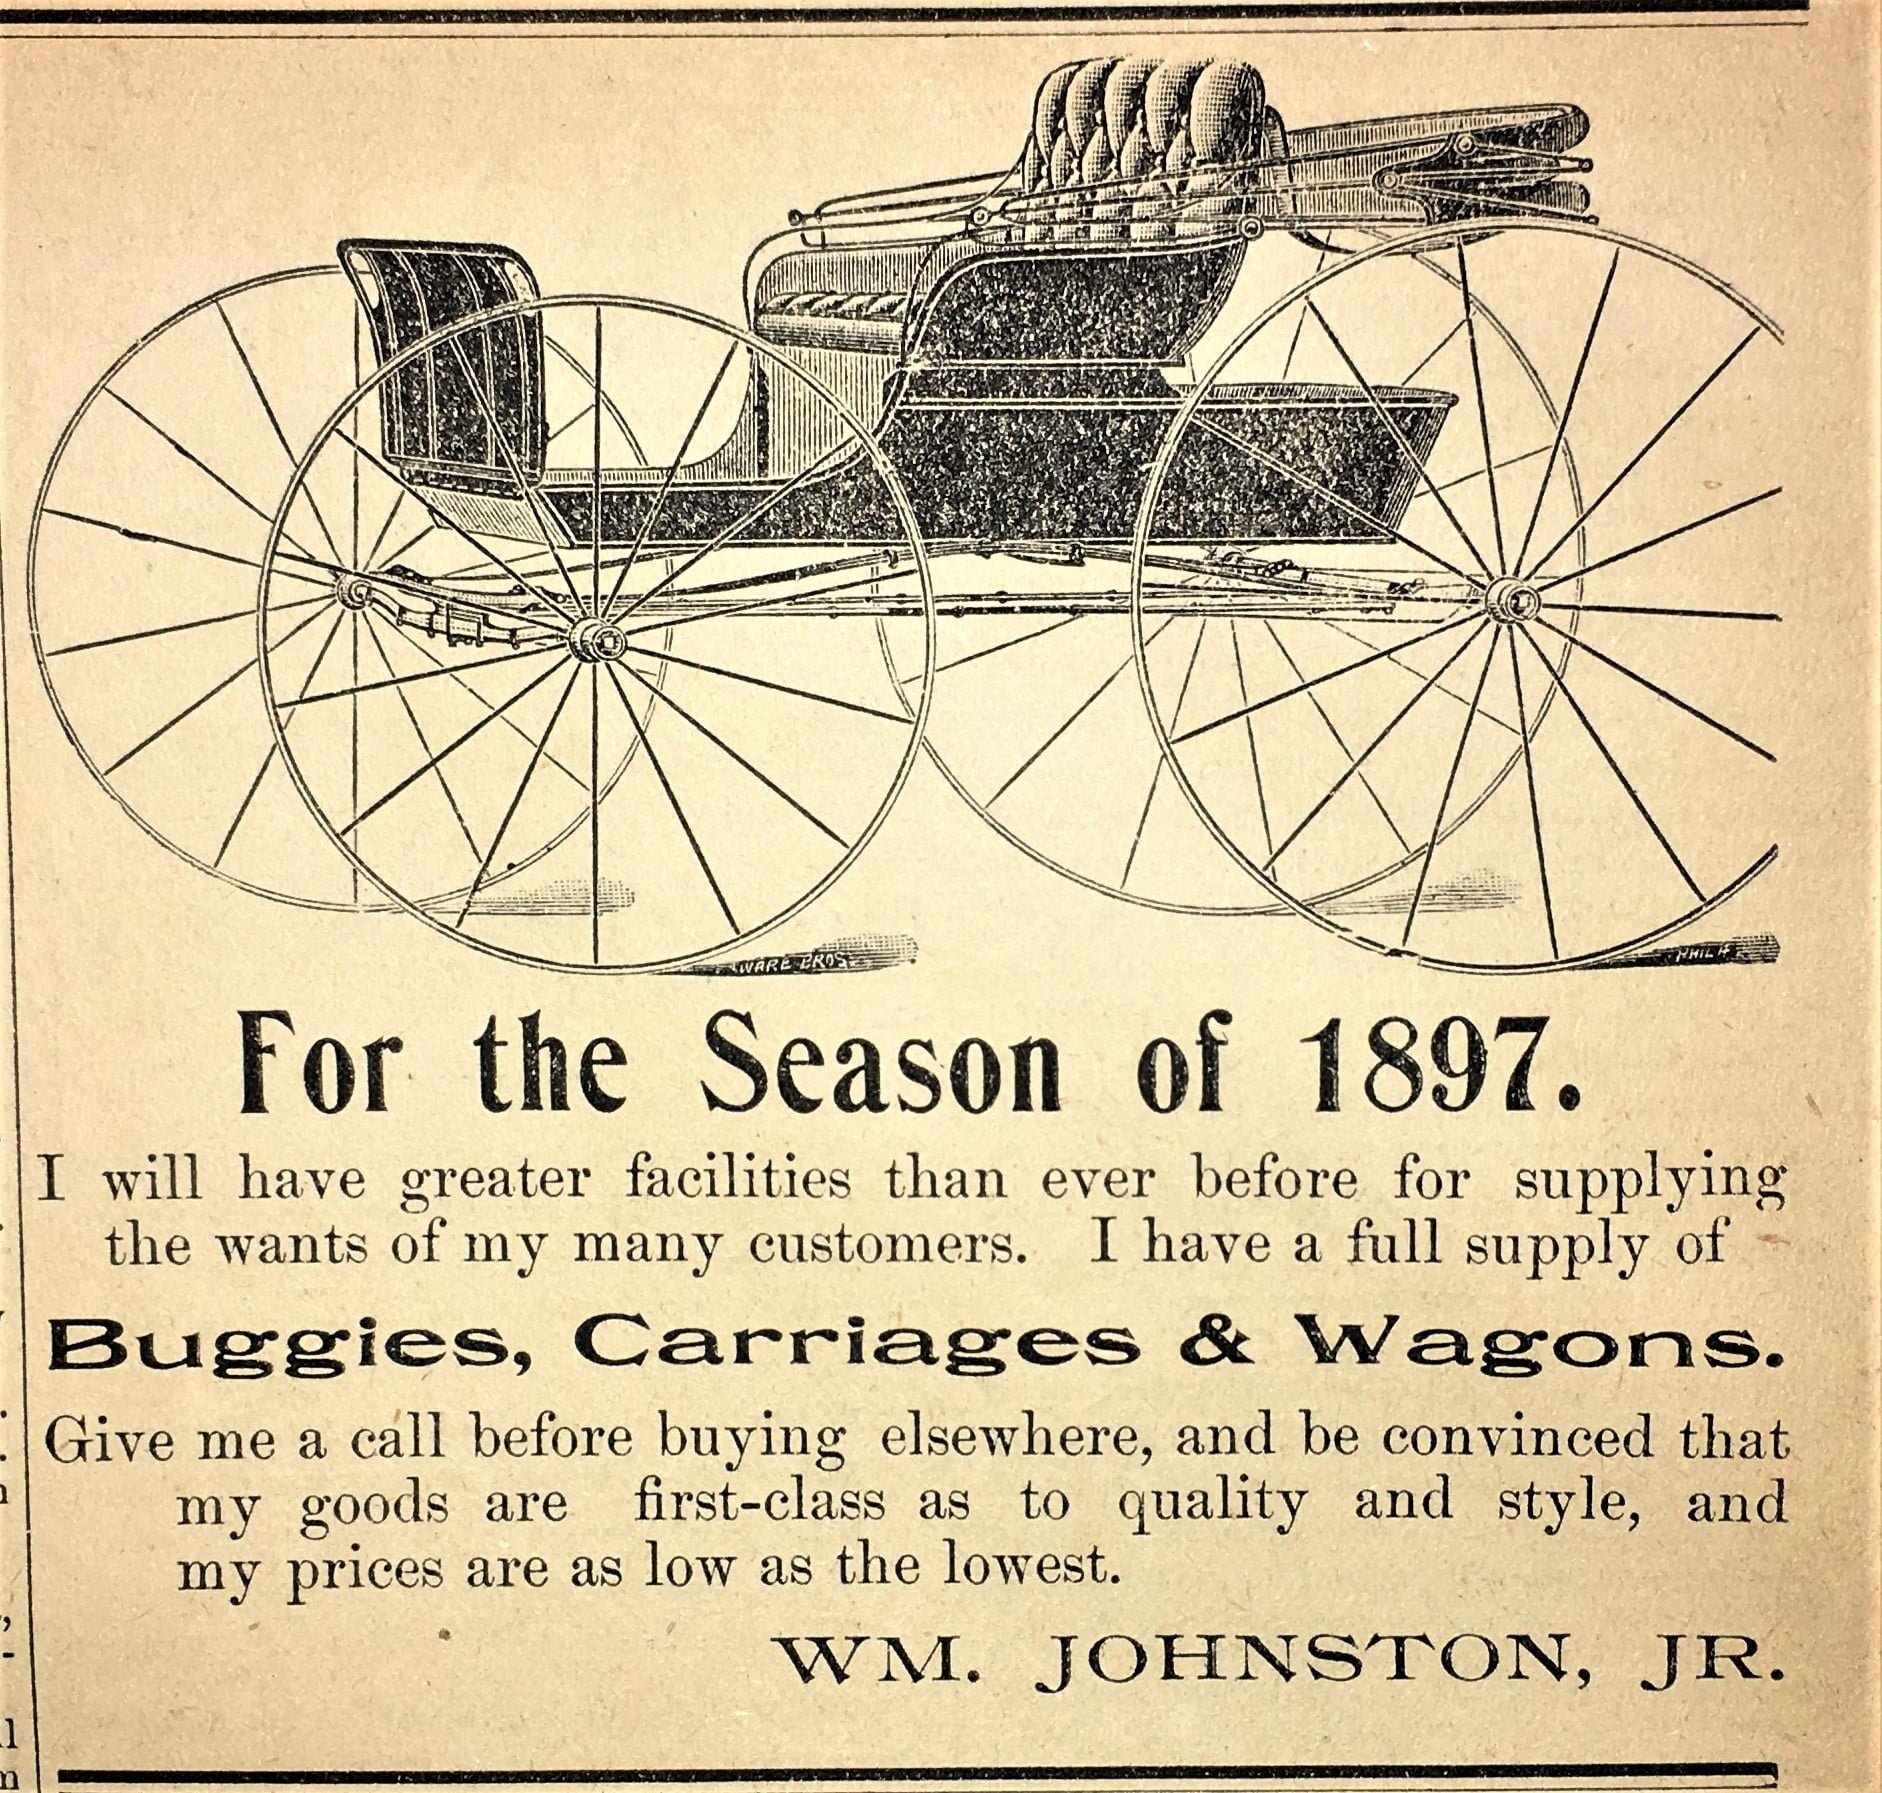 WARE BROS. PHILA
For the Season of 1897.
I will have greater facilities than ever before for supplying
the wants of my many customers. I have a full supply of
Buggies, Carriages & Wagons.
Give me a call before buying elsewhere, and be convinced that
my goods are first-class as to quality and style, and
my prices are as low as the lowest.
WM. JOHNSTON, JR.